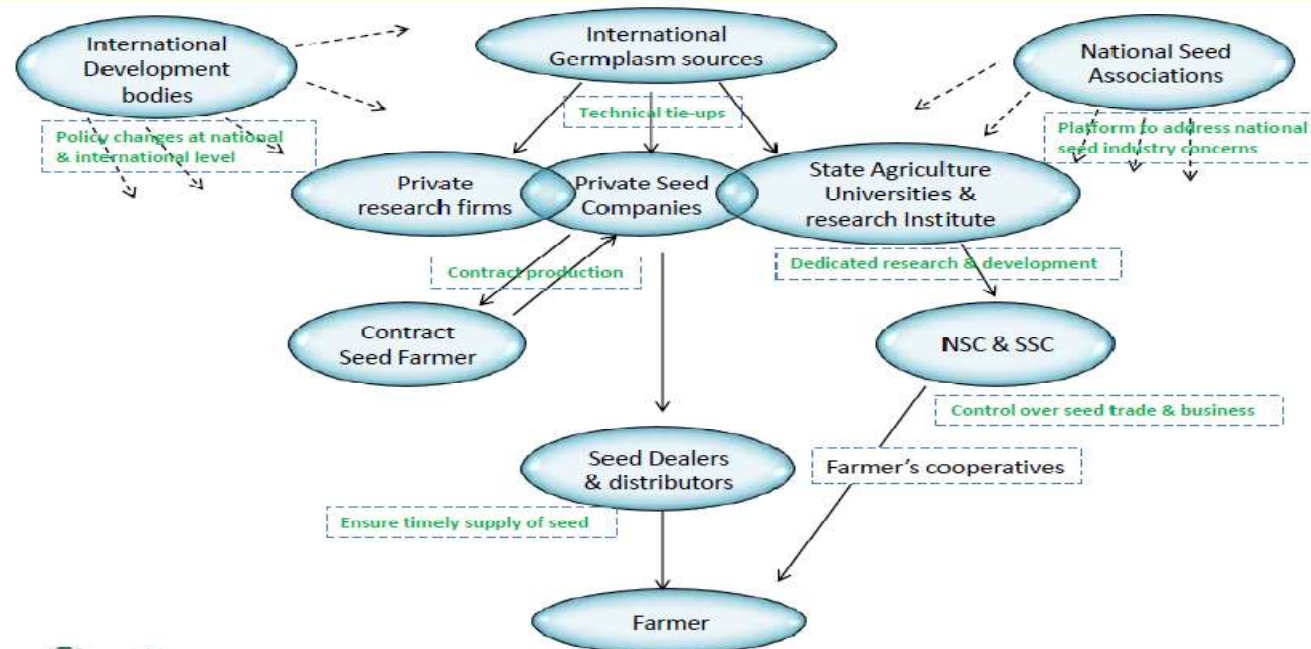 International
Development
bodies
International
Germplasm sources
National Seed
Associations
Policy changes at national
& international level
Technical tie-ups
Platform to address national
seed industry concerns
Private
research firms
Private Seed
Companies
State Agriculture
Universities &
research Institute
Contract production
Dedicated research & development
Contract
Seed Farmer
NSC & SSC
Control over seed trade & business
Seed Dealers
& distributors
Farmer's cooperatives
Ensure timely supply of seed
Farmer